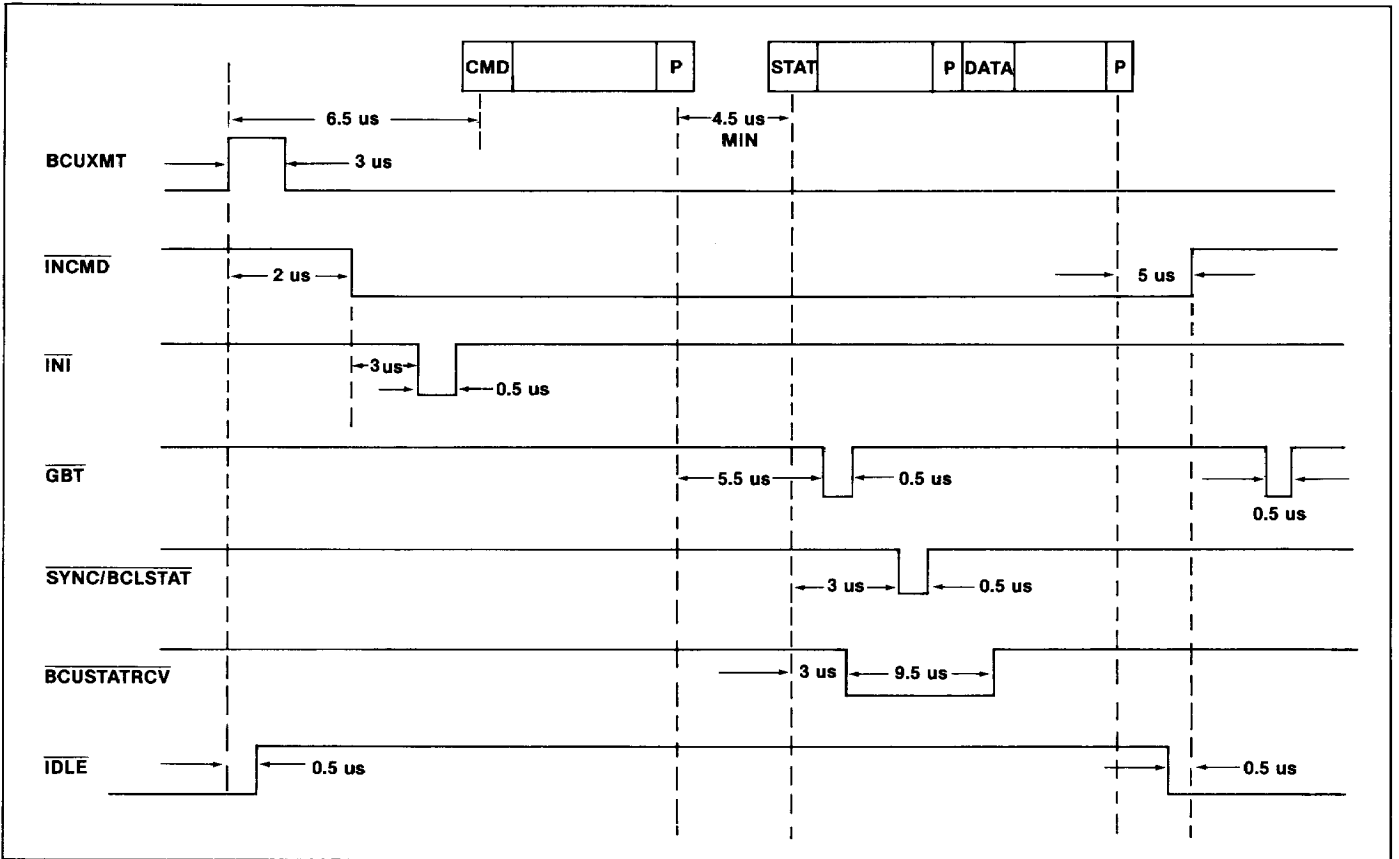 CMD P STAT P DATA P
6.5 us 4.5 us
MIN
BCUXMT 3 us
INCMD 2 us 5 us
INI 3us 0.5 us
GBT 5.5 us 0.5 us 0.5 us
SYNC/BCLSTAT 3 us 0.5 us
BCUSTATRCV 3 us 9.5 us
IDLE 0.5 us 0.5 us